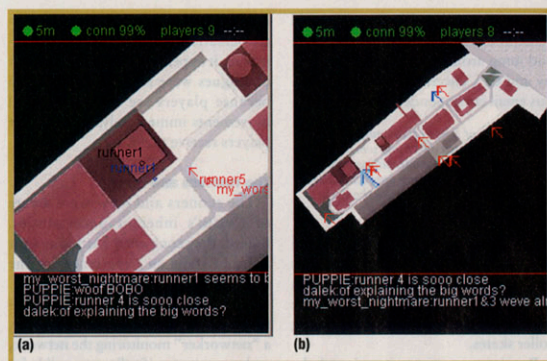 5m conn 99% players 9 --:--
runner1
runner1
runner5
my_wors
my_worst_nightmare:runner1 seems to b
PUPPIE:woof BOBO
PUPPIE:runner 4 is sooo close
dalek:of explaining the big words?
(a)
5m conn 99% players 8 --:--
PUPPIE:runner 4 is sooo close
dalek:of explaining the big words?
my_worst_nightmare:runner1&3 weve alr
(b)